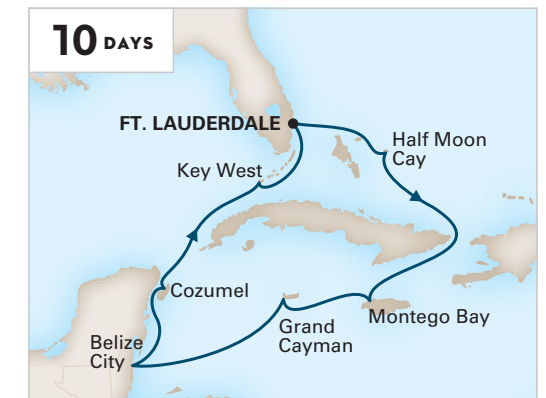 10 DAYS
FT. LAUDERDALE
Half Moon
Cay
Key West
Cozumel
Montego Bay
Grand
Cayman
Belize
City